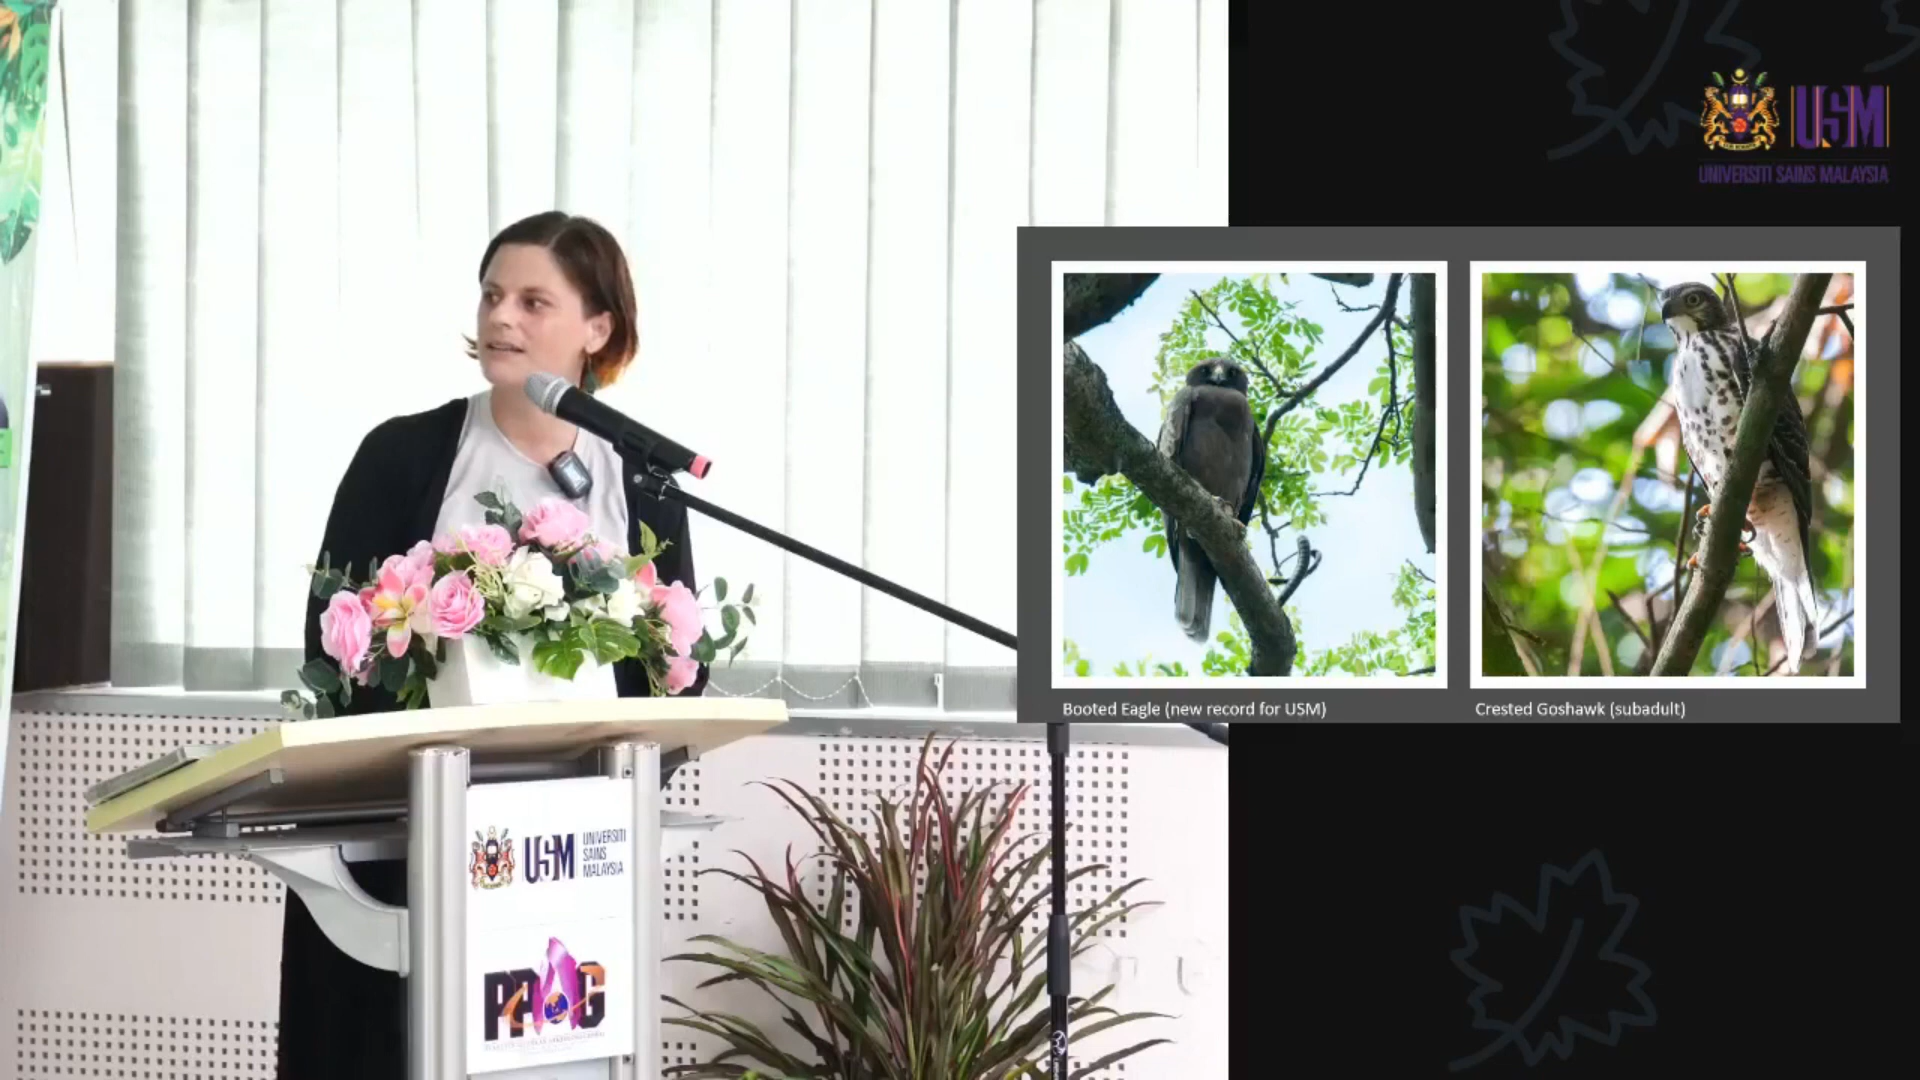 USM
UNIVERSITI SAINS MALAYSIA
Booted Eagle (new record for USM)
Crested Goshawk (subadult)
USM
UNIVERSITI
SAINS
MALAYSIA